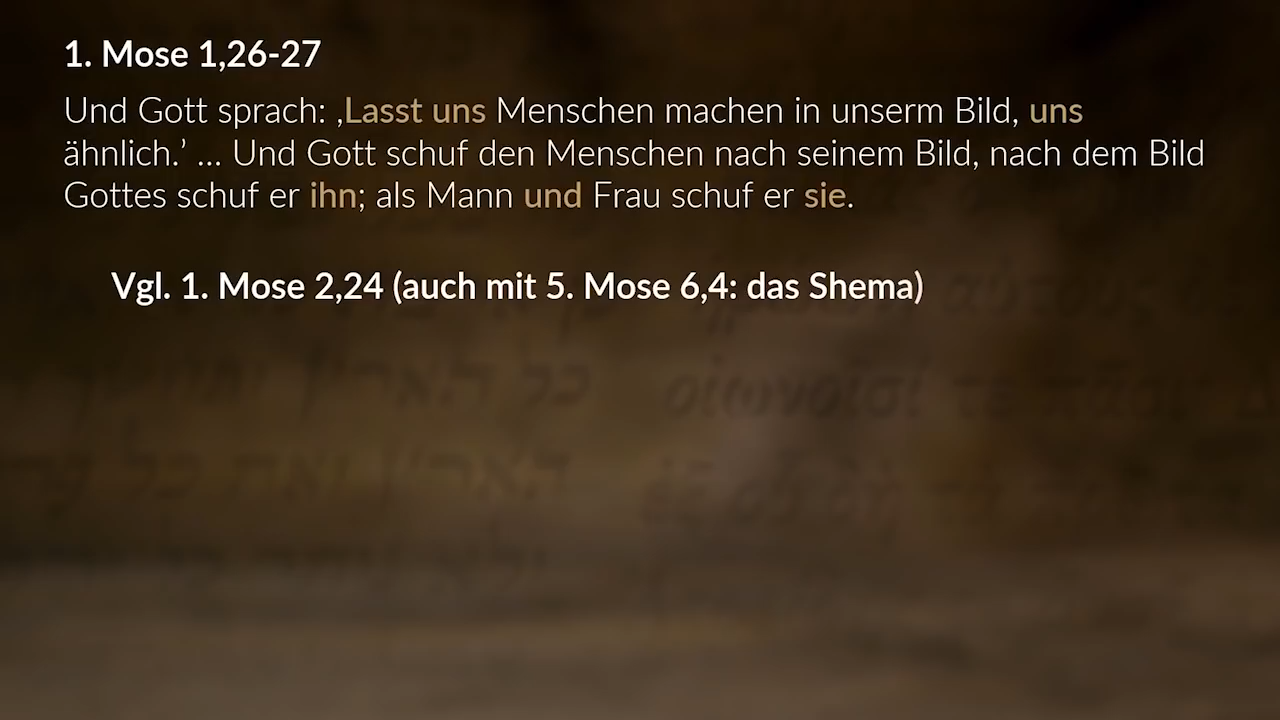 1. Mose 1,26-27
Und Gott sprach: ‚Lasst uns Menschen machen in unserm Bild, uns
ähnlich.’ ... Und Gott schuf den Menschen nach seinem Bild, nach dem Bild
Gottes schuf er ihn; als Mann und Frau schuf er sie.
Vgl. 1. Mose 2,24 (auch mit 5. Mose 6,4: das Shema)